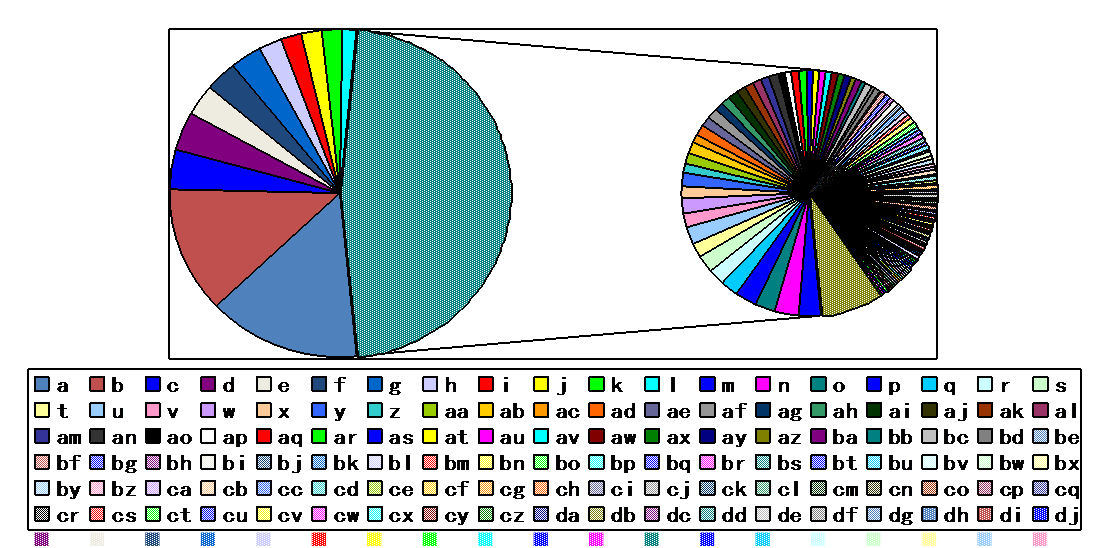 a b c d e f g h i j k l m n o p q r s
t u v w x y z aa ab ac ad ae af ag ah ai aj ak al
am an ao ap aq ar as at au av aw ax ay az ba bb bc bd be
bf bg bh bi bj bk bl bm bn bo bp bq br bs bt bu bv bw bx
by bz ca cb cc cd ce cf cg ch ci cj ck cl cm cn co cp cq
cr cs ct cu cv cw cx cy cz da db dc dd de df dg dh di dj